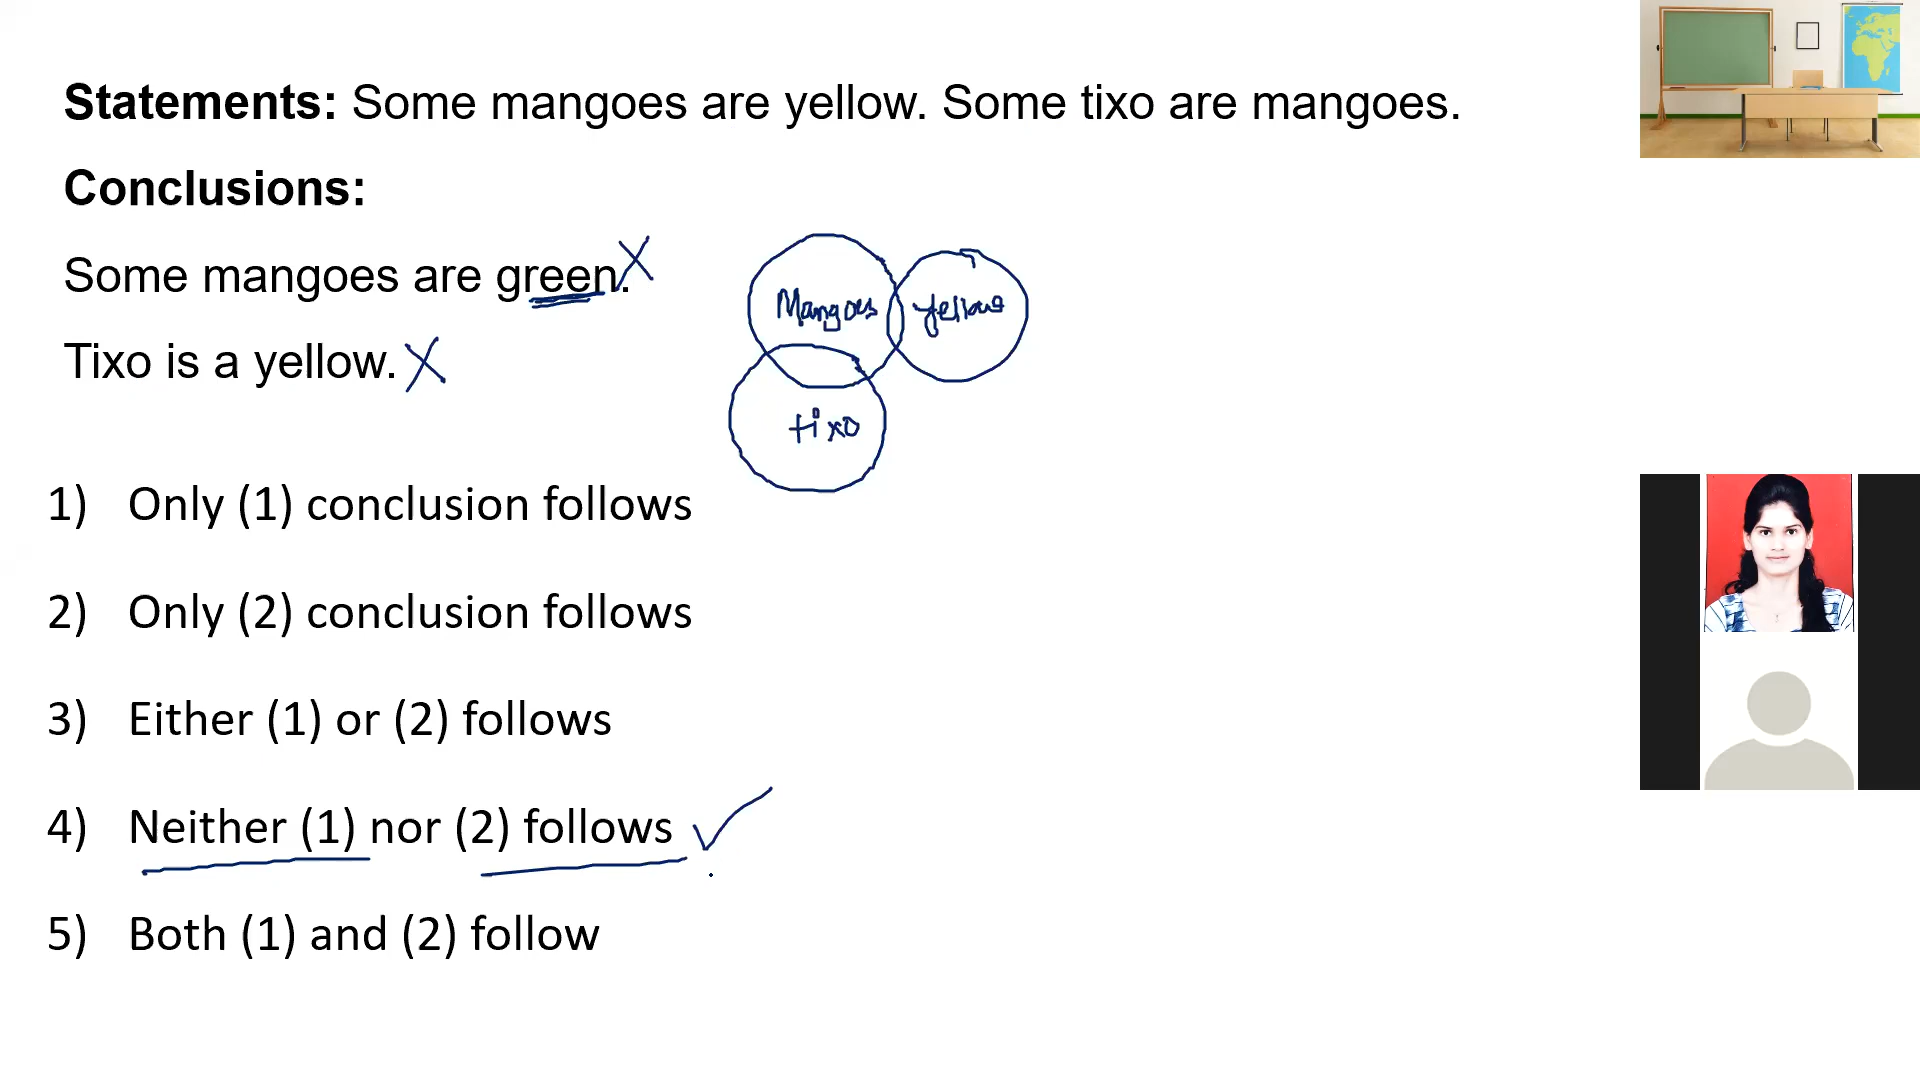 Statements: Some mangoes are yellow. Some tixo are mangoes.
Conclusions:
Some mangoes are green.
Tixo is a yellow.
Mangoes
yellow
tixo
1) Only (1) conclusion follows
2) Only (2) conclusion follows
3) Either (1) or (2) follows
4) Neither (1) nor (2) follows
5) Both (1) and (2) follow